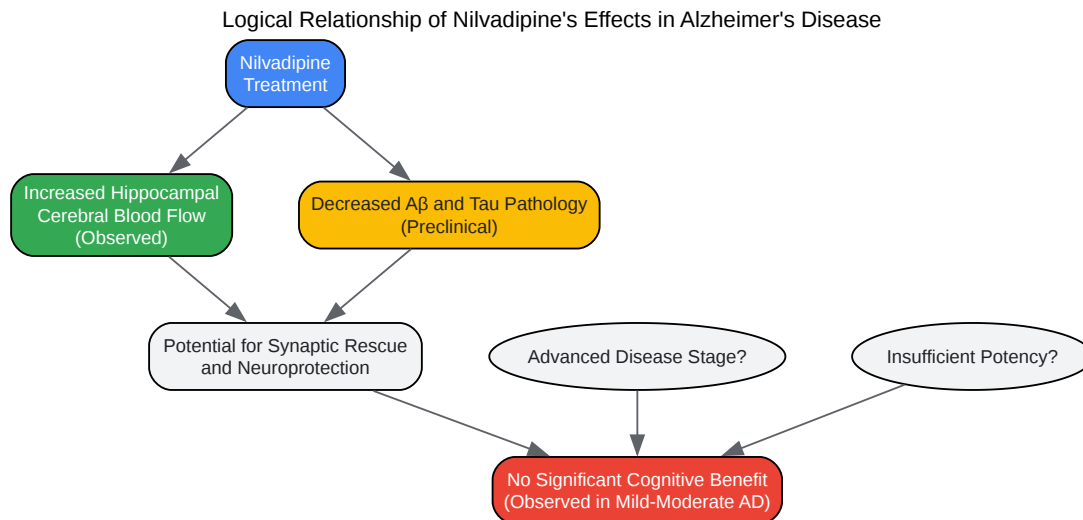 Logical Relationship of Nilvadipine's Effects in Alzheimer's Disease
Nilvadipine
Treatment
Increased Hippocampal
Cerebral Blood Flow
(Observed)
Decreased Aβ and Tau Pathology
(Preclinical)
Potential for Synaptic Rescue
and Neuroprotection
Advanced Disease Stage?
Insufficient Potency?
No Significant Cognitive Benefit
(Observed in Mild-Moderate AD)